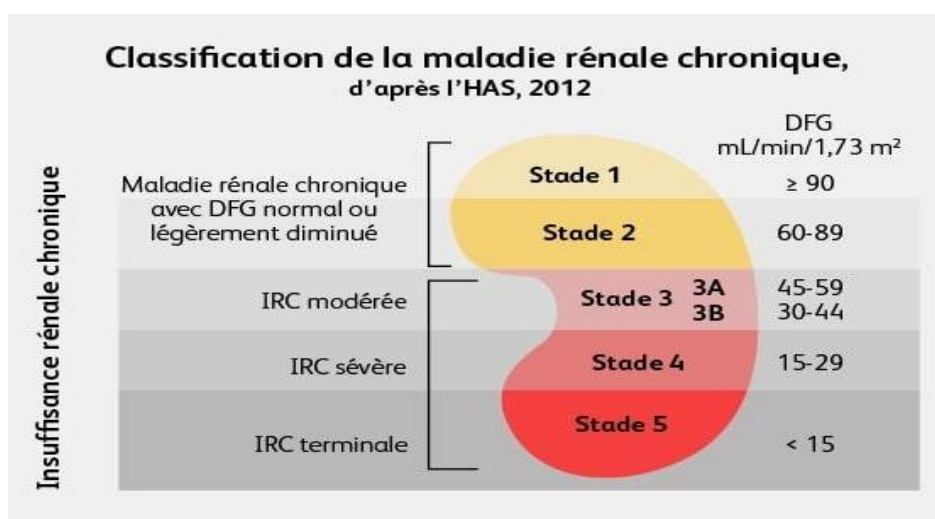 Classification de la maladie rénale chronique,
d'après l'HAS, 2012
DFG
mL/min/1,73 m²
Insuffisance rénale chronique
Maladie rénale chronique
avec DFG normal ou
légèrement diminué
Stade 1
≥ 90
Stade 2
60-89
IRC modérée
Stade 3
3A
45-59
3B
30-44
IRC sévère
Stade 4
15-29
IRC terminale
Stade 5
< 15